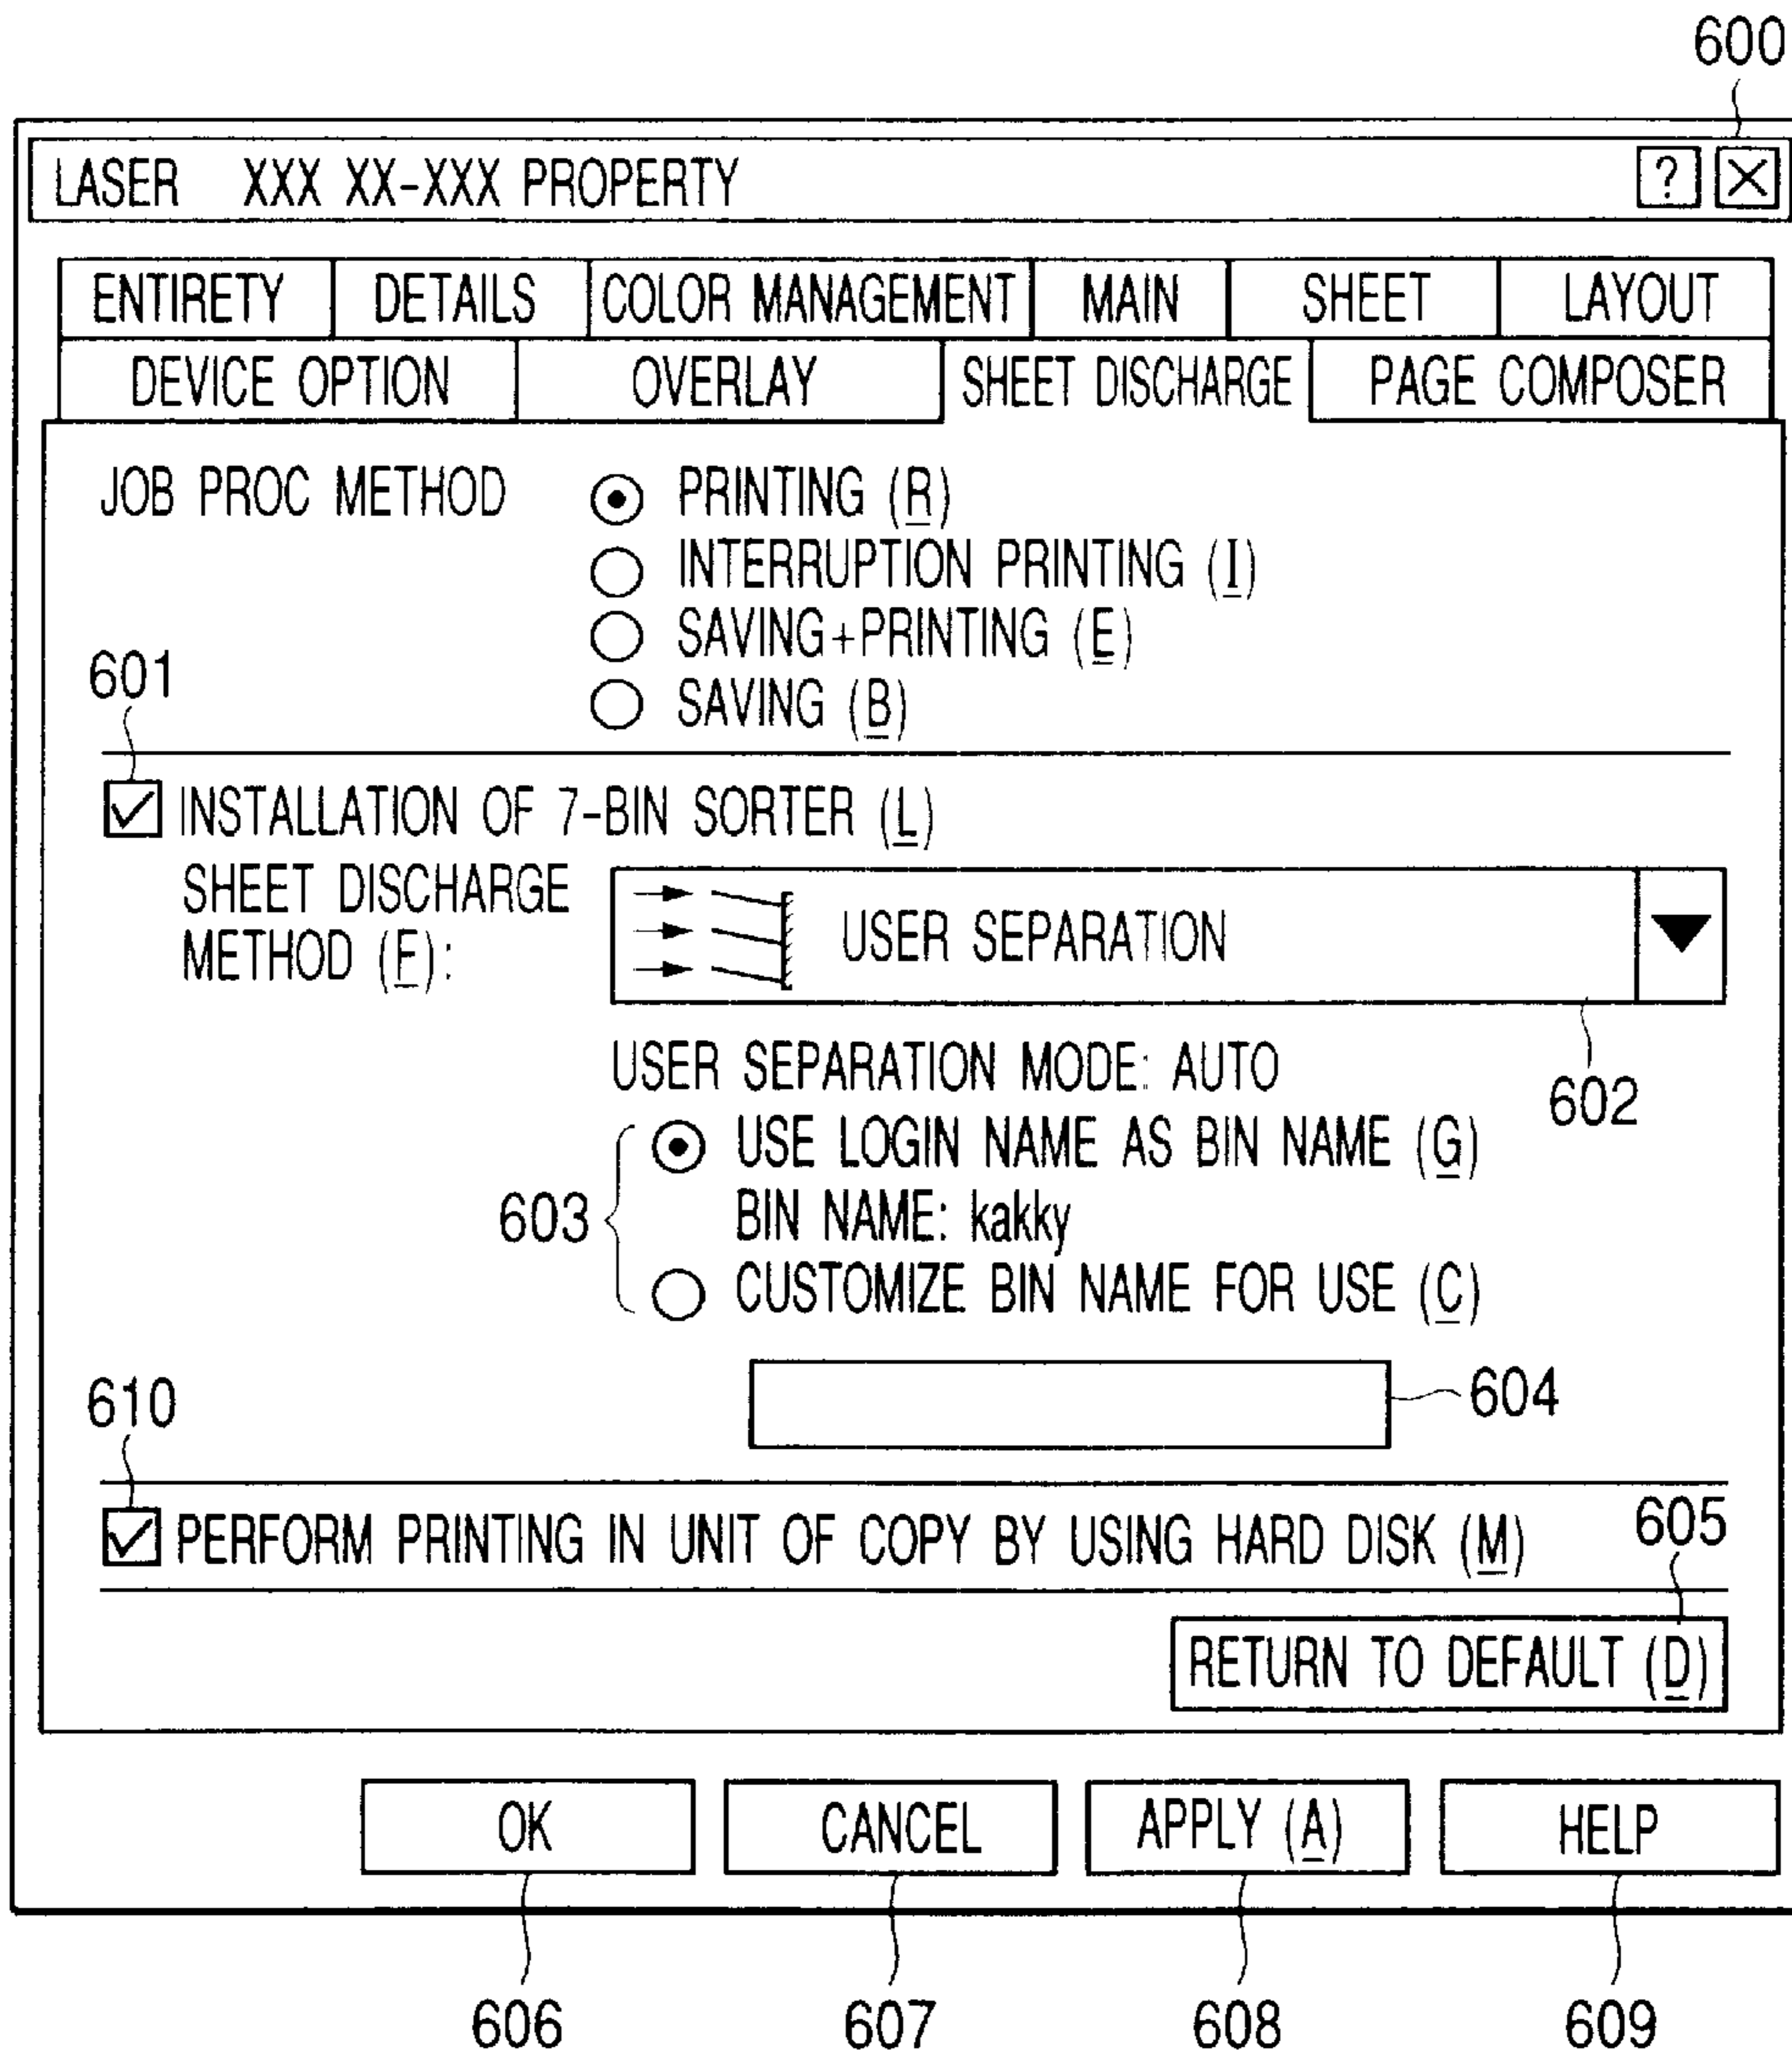 600
LASER XXX XX-XXX PROPERTY ? X
ENTIRETY DETAILS COLOR MANAGEMENT MAIN SHEET LAYOUT
DEVICE OPTION OVERLAY SHEET DISCHARGE PAGE COMPOSER
JOB PROC METHOD PRINTING (R)
INTERRUPTION PRINTING (I)
SAVING+PRINTING (E)
SAVING (B)
601
INSTALLATION OF 7-BIN SORTER (L)
SHEET DISCHARGE
METHOD (F):
USER SEPARATION
602
USER SEPARATION MODE: AUTO
603
USE LOGIN NAME AS BIN NAME (G)
BIN NAME: kakky
CUSTOMIZE BIN NAME FOR USE (C)
604
610
PERFORM PRINTING IN UNIT OF COPY BY USING HARD DISK (M)
605
RETURN TO DEFAULT (D)
OK CANCEL APPLY (A) HELP
606 607 608 609